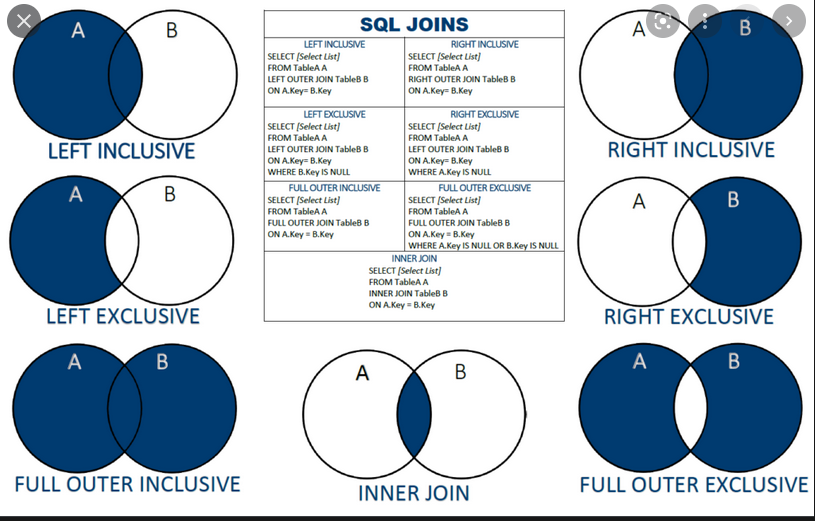 SQL JOINS
LEFT INCLUSIVE
SELECT [Select List]
FROM TableA A
LEFT OUTER JOIN TableB B
ON A.Key= B.Key
RIGHT INCLUSIVE
SELECT [Select List]
FROM TableA A
RIGHT OUTER JOIN TableB B
ON A.Key= B.Key
LEFT EXCLUSIVE
SELECT [Select List]
FROM TableA A
LEFT OUTER JOIN TableB B
ON A.Key= B.Key
WHERE B.Key IS NULL
RIGHT EXCLUSIVE
SELECT [Select List]
FROM TableA A
LEFT OUTER JOIN TableB B
ON A.Key= B.Key
WHERE A.Key IS NULL
FULL OUTER INCLUSIVE
SELECT [Select List]
FROM TableA A
FULL OUTER JOIN TableB B
ON A.Key = B.Key
FULL OUTER EXCLUSIVE
SELECT [Select List]
FROM TableA A
FULL OUTER JOIN TableB B
ON A.Key = B.Key
WHERE A.Key IS NULL OR B.Key IS NULL
INNER JOIN
SELECT [Select List]
FROM TableA A
INNER JOIN TableB B
ON A.Key = B.Key
A B
LEFT INCLUSIVE
A B
RIGHT INCLUSIVE
A B
LEFT EXCLUSIVE
A B
RIGHT EXCLUSIVE
A B
FULL OUTER INCLUSIVE
A B
INNER JOIN
A B
FULL OUTER EXCLUSIVE